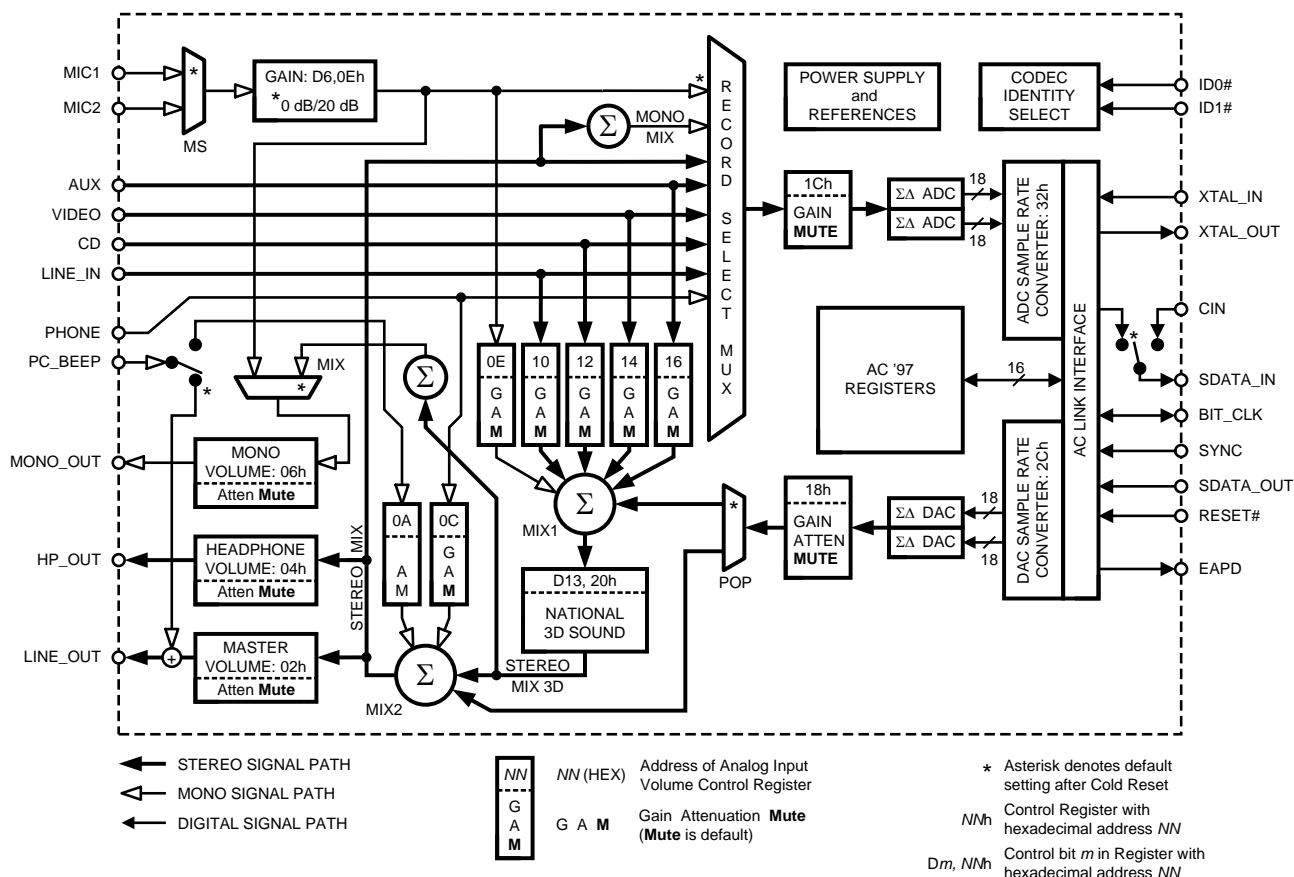 MIC1
MIC2
*
MS
GAIN: D6,0Eh
*0 dB/20 dB
*
Σ
MONO
MIX
RECORD SELECT MUX
POWER SUPPLY
and
REFERENCES
CODEC
IDENTITY
SELECT
ID0#
ID1#
AUX
VIDEO
CD
LINE_IN
PHONE
PC_BEEP
1Ch
GAIN
MUTE
ΣΔ ADC
ΣΔ ADC
18
18
ADC SAMPLE RATE
CONVERTER: 32h
AC LINK INTERFACE
XTAL_IN
XTAL_OUT
CIN
*
SDATA_IN
BIT_CLK
SYNC
SDATA_OUT
RESET#
EAPD
AC '97
REGISTERS
16
*
MIX
*
Σ
0E
G
A
M
10
G
A
M
12
G
A
M
14
G
A
M
16
G
A
M
MONO_OUT
MONO
VOLUME: 06h
Atten Mute
HP_OUT
HEADPHONE
VOLUME: 04h
Atten Mute
LINE_OUT
+
MASTER
VOLUME: 02h
Atten Mute
STEREO MIX
0A
A
M
0C
G
A
M
Σ
MIX1
D13, 20h
NATIONAL
3D SOUND
Σ
MIX2
STEREO
MIX 3D
*
POP
18h
GAIN
ATTEN
MUTE
ΣΔ DAC
ΣΔ DAC
18
18
DAC SAMPLE RATE
CONVERTER: 2Ch
STEREO SIGNAL PATH
MONO SIGNAL PATH
DIGITAL SIGNAL PATH
NN
G
A
M
NN (HEX)
Address of Analog Input
Volume Control Register
G A M
Gain Attenuation Mute
(Mute is default)
* Asterisk denotes default
setting after Cold Reset
NNh Control Register with
hexadecimal address NN
Dm, NNh Control bit m in Register with
hexadecimal address NN